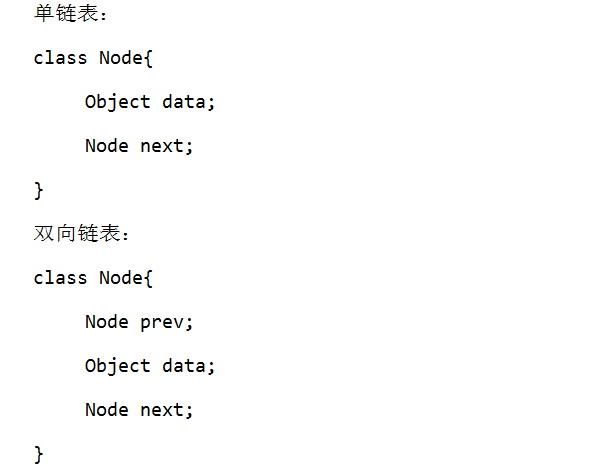 单链表：
class Node{
Object data;
Node next;
}
双向链表：
class Node{
Node prev;
Object data;
Node next;
}